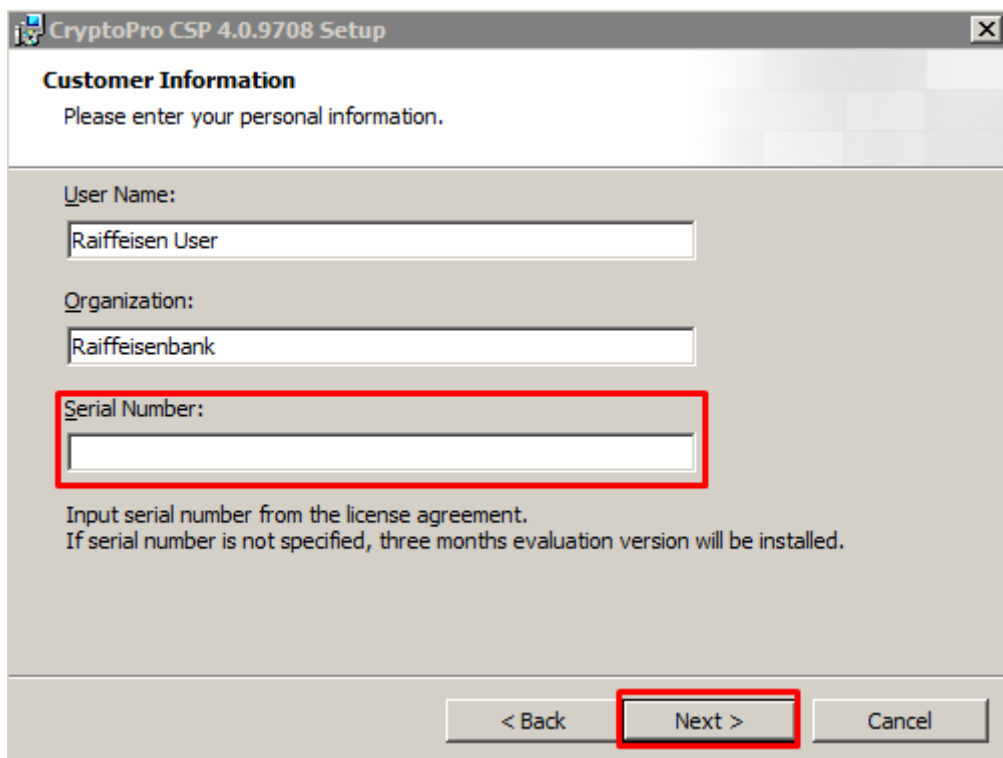 CryptoPro CSP 4.0.9708 Setup
Customer Information
Please enter your personal information.
User Name:
Raiffeisen User
Organization:
Raiffeisenbank
Serial Number:
Input serial number from the license agreement.
If serial number is not specified, three months evaluation version will be installed.
< Back Next > Cancel